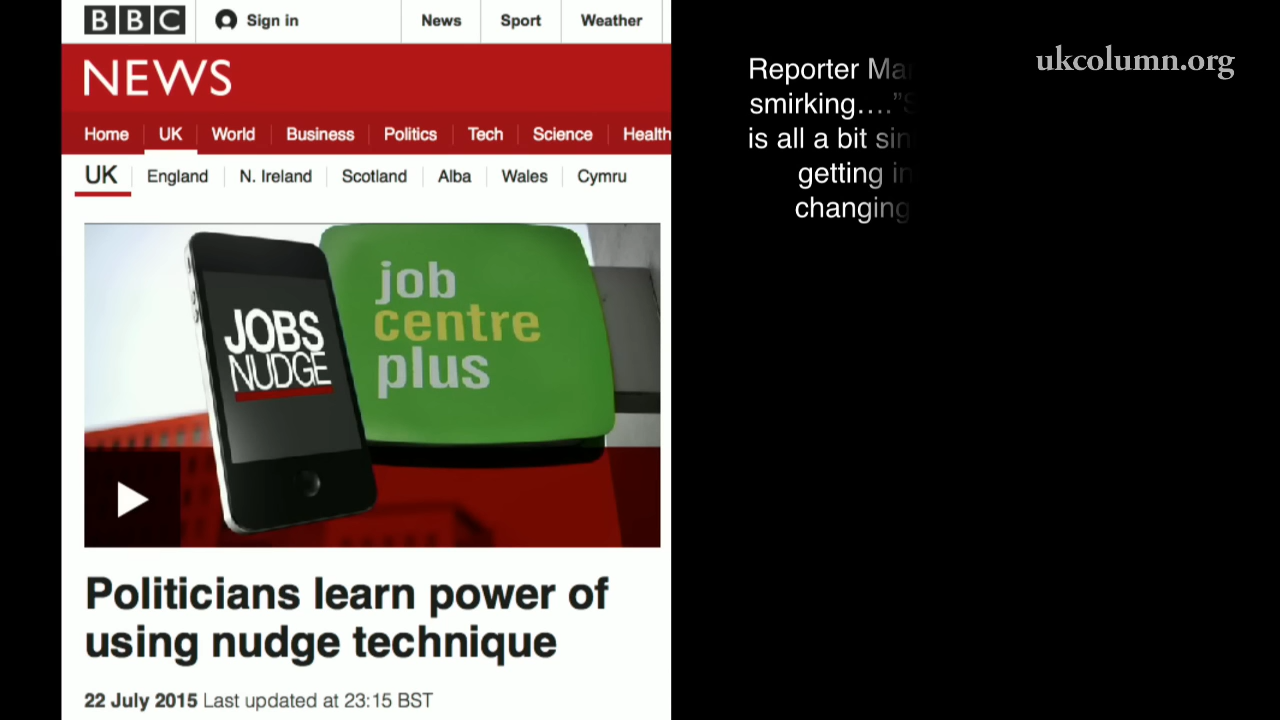 BBC
Sign in
News
Sport
Weather
NEWS
Home
UK
World
Business
Politics
Tech
Science
Health
UK
England
N. Ireland
Scotland
Alba
Wales
Cymru
JOBS
NUDGE
job
centre
plus
Politicians learn power of
using nudge technique
22 July 2015 Last updated at 23:15 BST
ukcolumn.org
Reporter
smirking....”
is all a bit
getting
changing